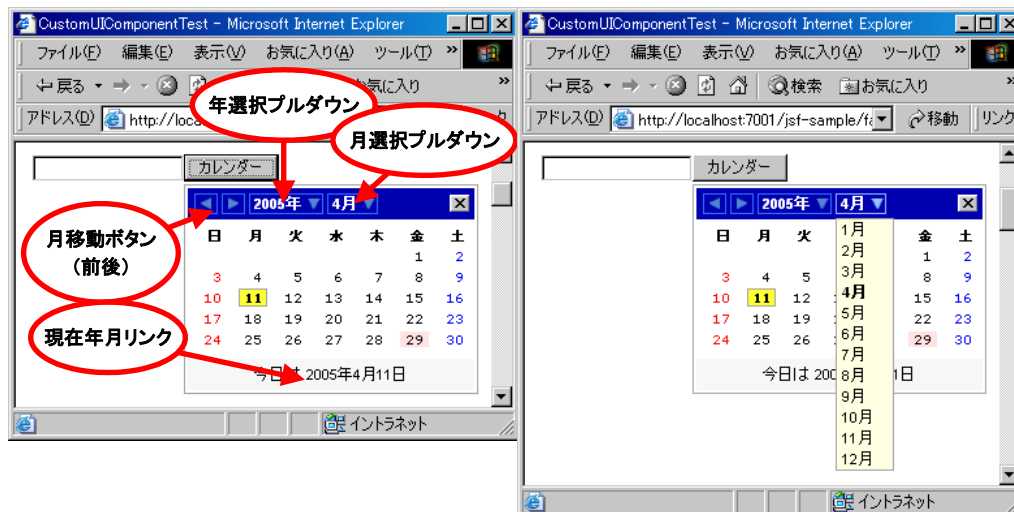 CustomUIComponentTest - Microsoft Internet Explorer
ファイル(F) 編集(E) 表示(V) お気に入り(A) ツール(T) »
戻る 気に入り »
アドレス(D) http://loc
年選択プルダウン
月選択プルダウン
カレンダー
2005年 4月
日 月 火 水 木 金 土
1 2
3 4 5 6 7 8 9
10 11 12 13 14 15 16
17 18 19 20 21 22 23
24 25 26 27 28 29 30
今日は 2005年4月11日
月移動ボタン
(前後)
現在年月リンク
イントラネット
CustomUIComponentTest - Microsoft Internet Explorer
ファイル(F) 編集(E) 表示(V) お気に入り(A) ツール(T) »
戻る 検索 お気に入り »
アドレス(D) http://localhost:7001/jsf-sample/fa 移動 リンク
カレンダー
2005年 4月
日 月 火 金 土
1 2
3 4 5 8 9
10 11 12 15 16
17 18 19 22 23
24 25 26 29 30
今日は 200 1日
1月
2月
3月
4月
5月
6月
7月
8月
9月
10月
11月
12月
イントラネット